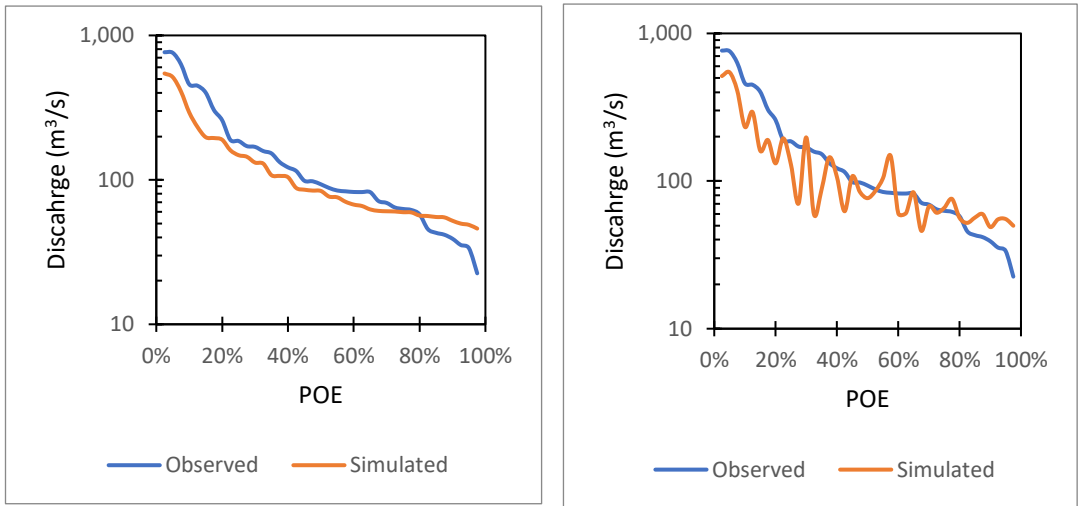 1,000
100
10
0% 20% 40% 60% 80% 100%
Discahrge (m³/s)
POE
Observed Simulated
1,000
100
10
0% 20% 40% 60% 80% 100%
Discahrge (m³/s)
POE
Observed Simulated